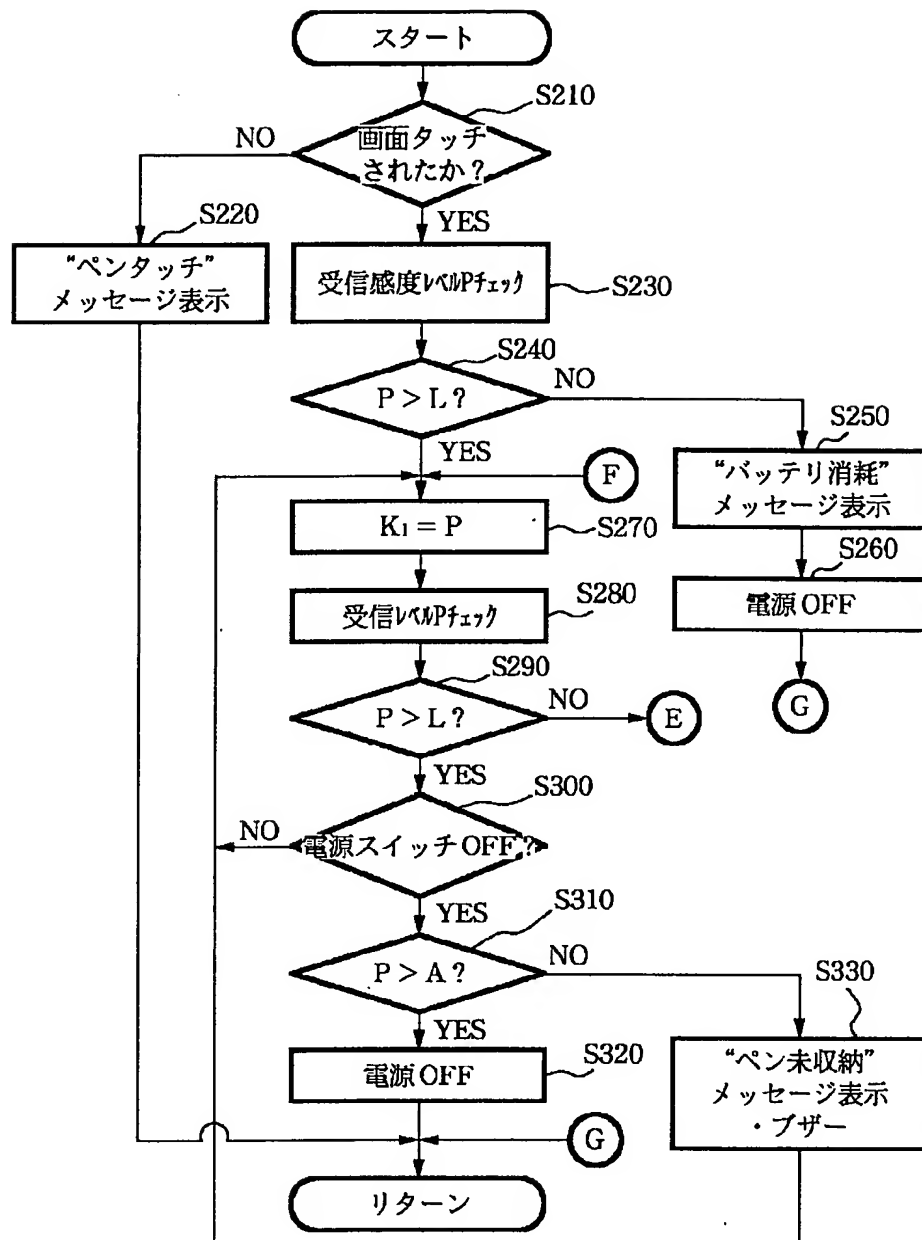 スタート
S210
NO
画面タッチ
されたか?
YES
S220
“ペンタッチ”
メッセージ表示
受信感度レベルPチェック
S230
S240
P>L?
NO
YES
S250
“バッテリ消耗”
メッセージ表示
F
K1=P
S270
S260
電源OFF
S280
受信レベルPチェック
G
S290
P>L?
NO
E
YES
S300
NO
電源スイッチOFF?
YES
S310
P>A?
NO
S330
YES
“ペン未収納”
メッセージ表示
・ブザー
S320
電源OFF
G
リターン